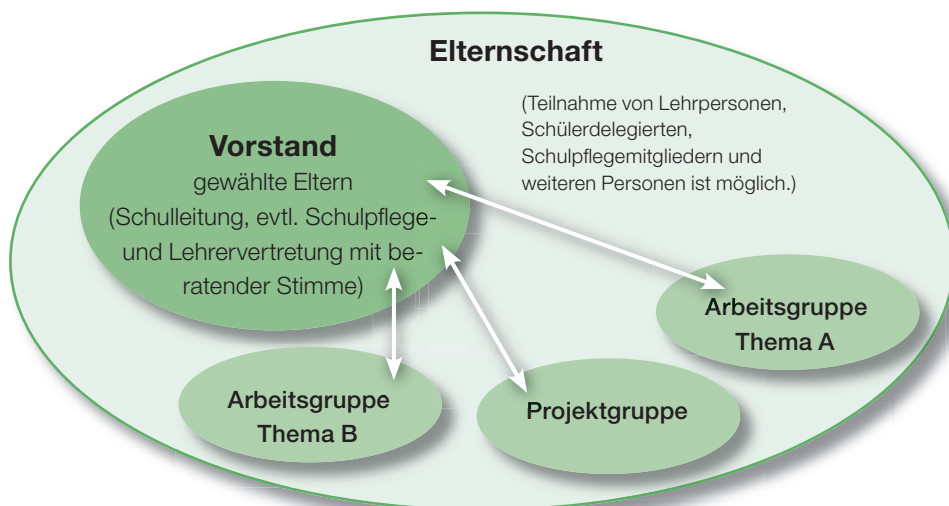 Elternschaft
(Teilnahme von Lehrpersonen,
Schülerdelegierten,
Schulpflegemitgliedern und
weiteren Personen ist möglich.)
Vorstand
gewählte Eltern
(Schulleitung, evtl. Schulpflege-
und Lehrervertretung mit be-
ratender Stimme)
Arbeitsgruppe
Thema A
Arbeitsgruppe
Thema B
Projektgruppe